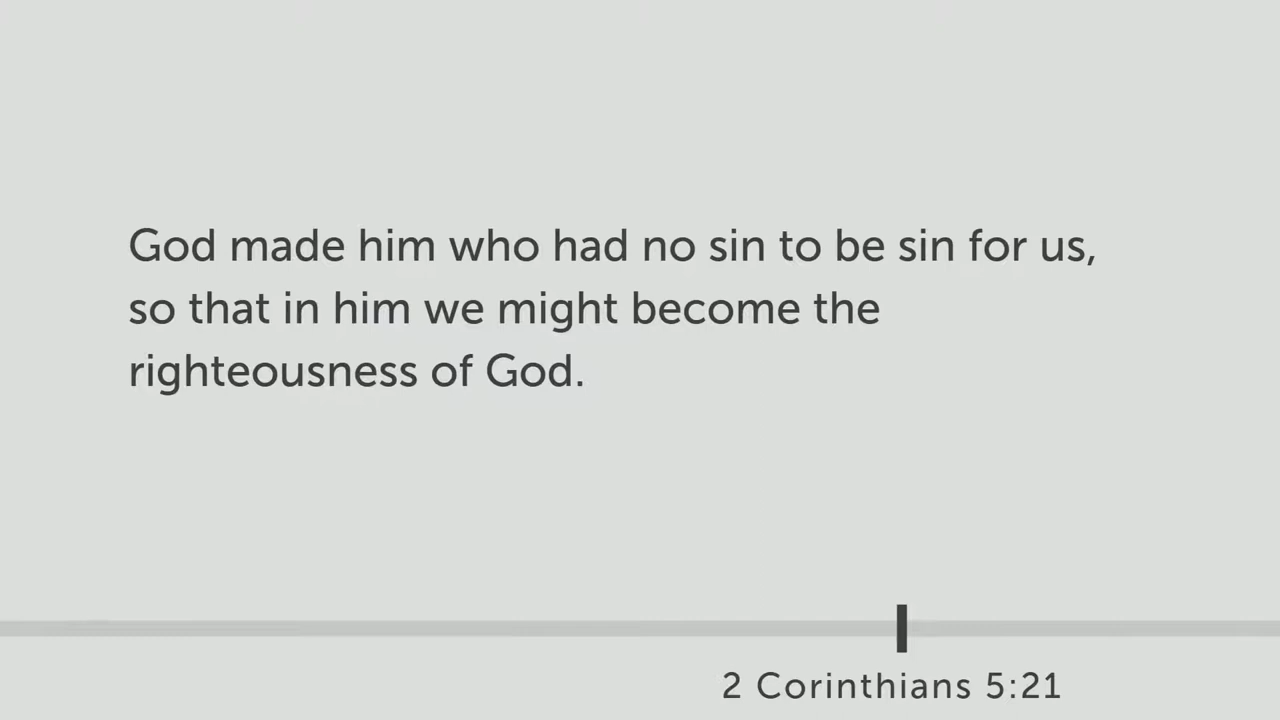 God made him who had no sin to be sin for us,
so that in him we might become the
righteousness of God.
2 Corinthians 5:21